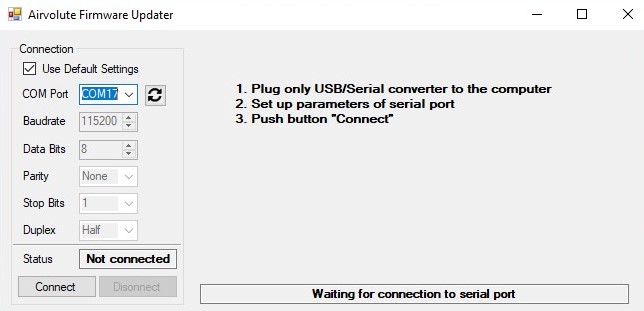 Airvolute Firmware Updater
Connection
Use Default Settings
COM Port COM17
Baudrate 115200
Data Bits 8
Parity None
Stop Bits 1
Duplex Half
Status Not connected
Connect Disonnect
1. Plug only USB/Serial converter to the computer
2. Set up parameters of serial port
3. Push button "Connect"
Waiting for connection to serial port